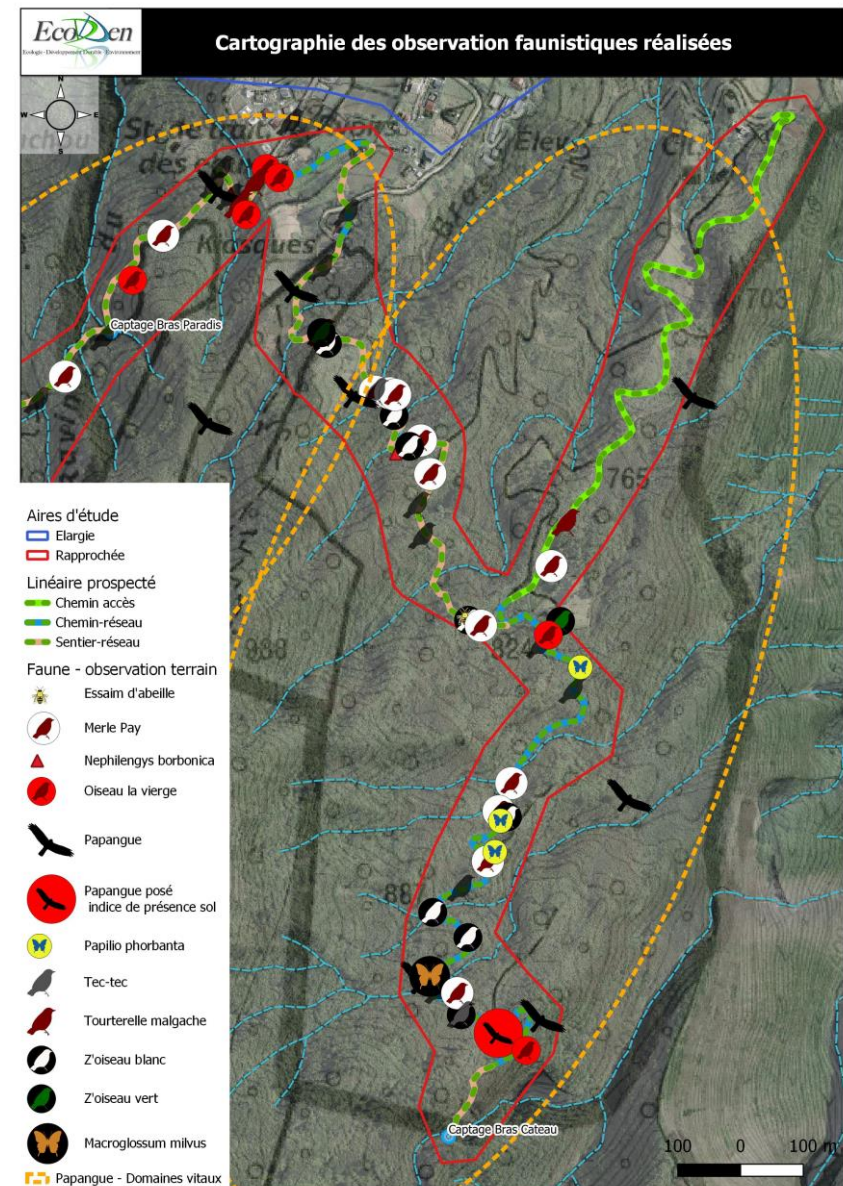 EcoDDen
Ecologie - Développement Durable - Environnement
Cartographie des observation faunistiques réalisées
N
W
E
S
Kiosques
703
Captage Bras Paradis
765
824
887
Aires d'étude
Elargie
Rapprochée
Linéaire prospecté
Chemin accès
Chemin-réseau
Sentier-réseau
Faune - observation terrain
Essaim d'abeille
Merle Pay
Nephilengys borbonica
Oiseau la vierge
Papangue
Papangue posé
indice de présence sol
Papilio phorbanta
Tec-tec
Tourterelle malgache
Z'oiseau blanc
Z'oiseau vert
Macroglossum milvus
Papangue - Domaines vitaux
Captage Bras Cateau
100 0 100 m